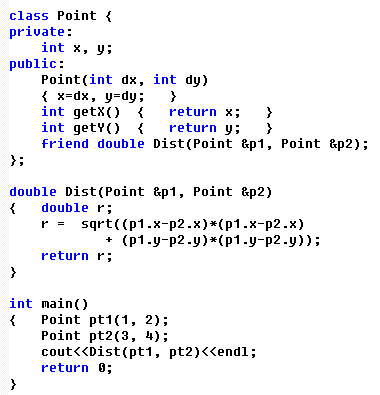 class Point {
private:
    int x, y;
public:
    Point(int dx, int dy)
    { x=dx, y=dy;   }
    int getX()  {   return x;   }
    int getY()  {   return y;   }
    friend double Dist(Point &p1, Point &p2);
};

double Dist(Point &p1, Point &p2)
{   double r;
    r =  sqrt((p1.x-p2.x)*(p1.x-p2.x)
            + (p1.y-p2.y)*(p1.y-p2.y));
    return r;
}

int main()
{   Point pt1(1, 2);
    Point pt2(3, 4);
    cout<<Dist(pt1, pt2)<<endl;
    return 0;
}